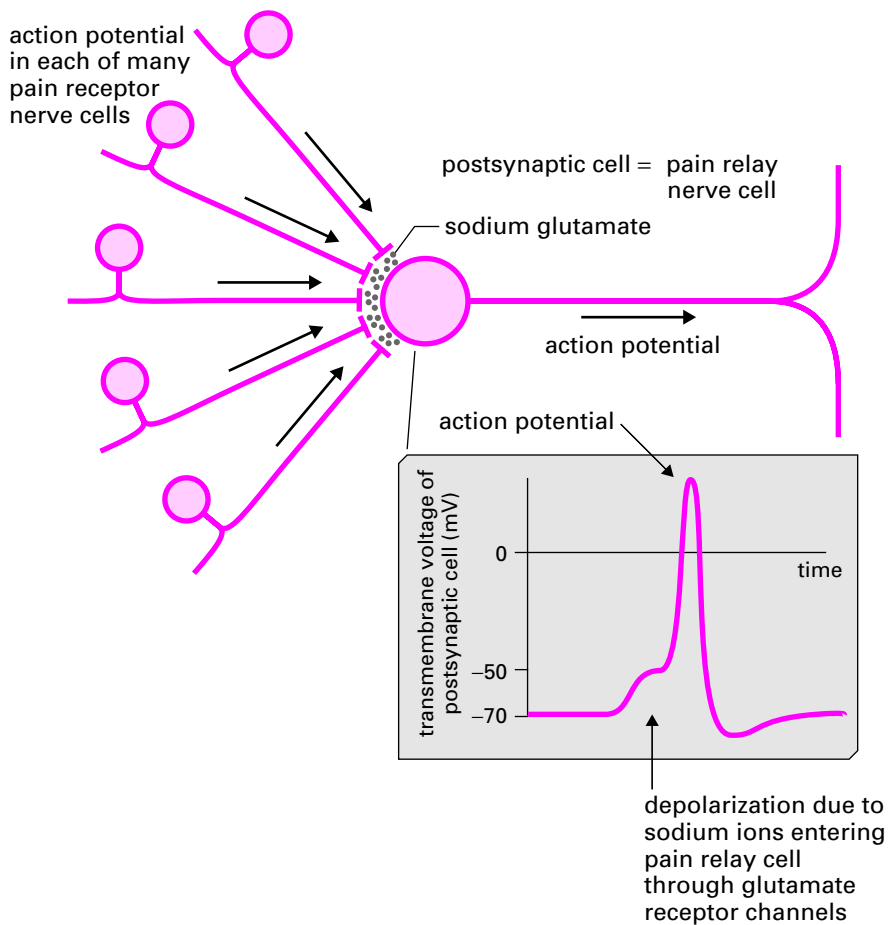 action potential
in each of many
pain receptor
nerve cells
postsynaptic cell = pain relay
nerve cell
sodium glutamate
action potential
action potential
transmembrane voltage of
postsynaptic cell (mV)
0
time
–50
–70
depolarization due to
sodium ions entering
pain relay cell
through glutamate
receptor channels